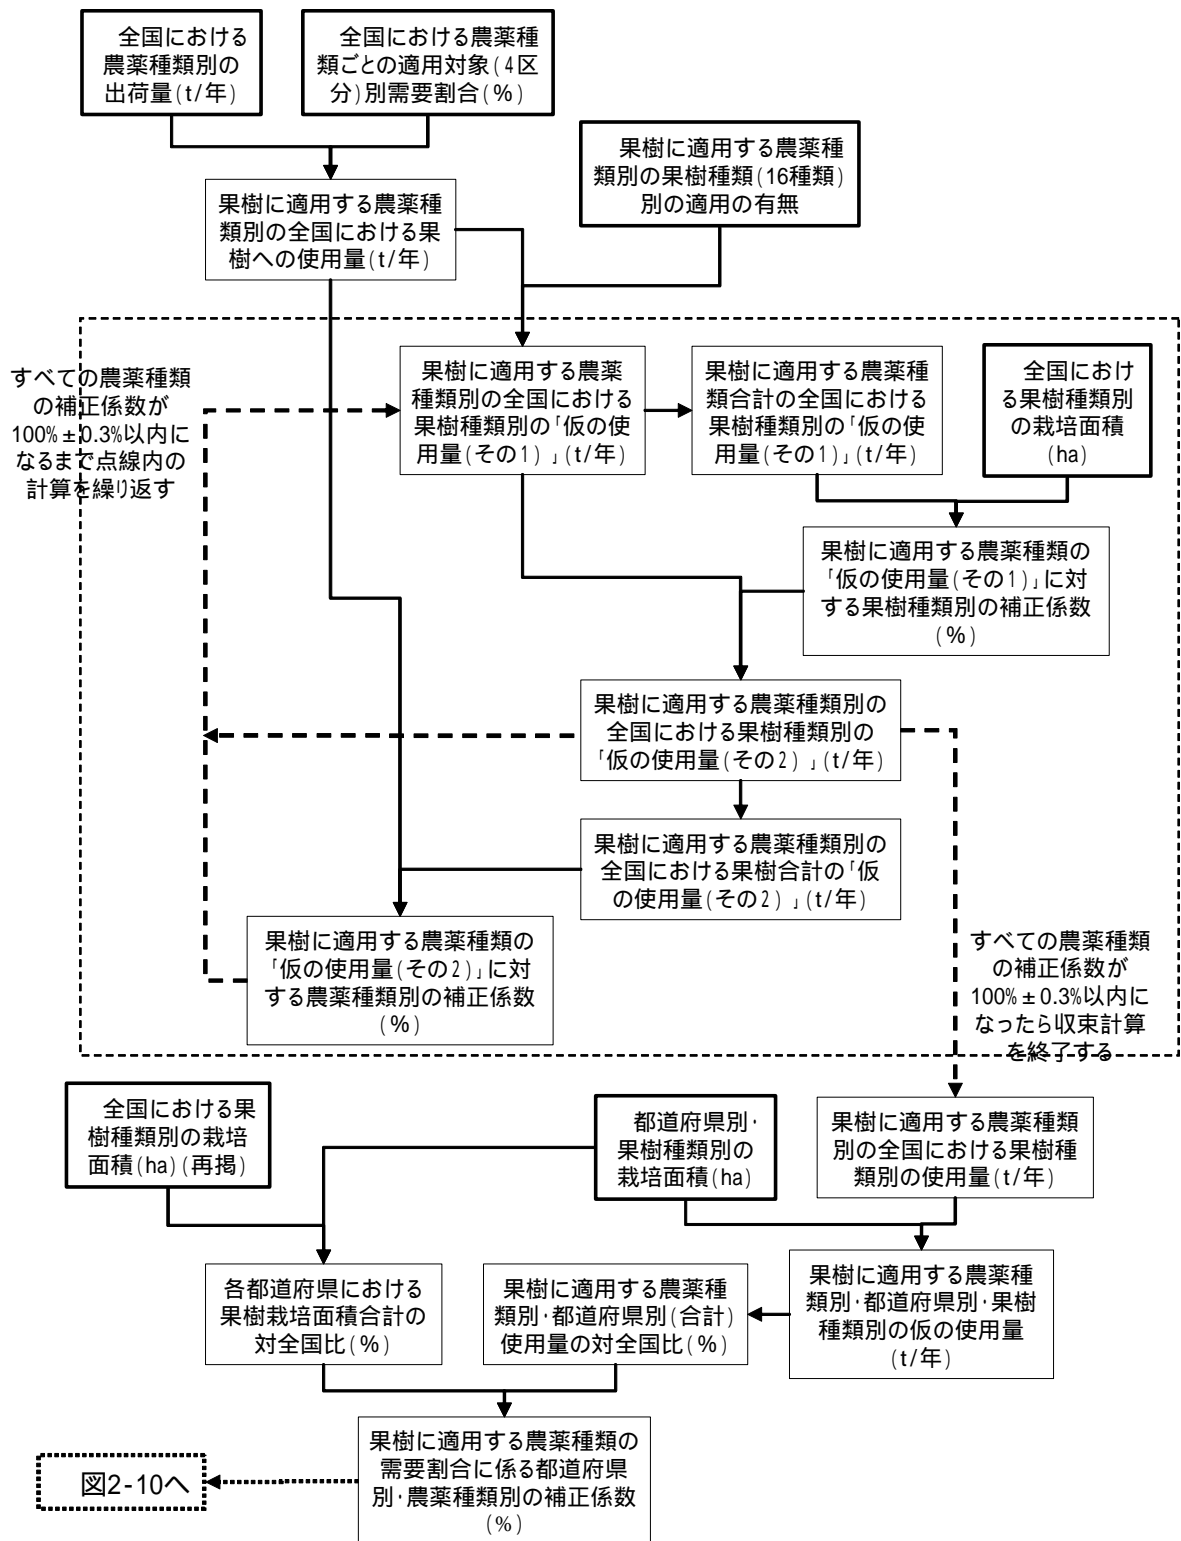 全国における
農薬種類別の
出荷量(t/年)
全国における農薬種
類ごとの適用対象(4区
分)別需要割合(%)
果樹に適用する農薬種
類別の果樹種類(16種類)
別の適用の有無
果樹に適用する農薬種
類別の全国における果
樹への使用量(t/年)
すべての農薬種類
の補正係数が
100%±0.3%以内に
なるまで点線内の
計算を繰り返す
果樹に適用する農薬
種類別の全国における
果樹種類別の「仮の使
用量(その1)」(t/年)
果樹に適用する農薬種
類合計の全国における
果樹種類別の「仮の使
用量(その1)」(t/年)
全国におけ
る果樹種類別
の栽培面積
(ha)
果樹に適用する農薬種類の
「仮の使用量(その1)」に対
する果樹種類別の補正係数
(%)
果樹に適用する農薬種類別の
全国における果樹種類別の
「仮の使用量(その2)」(t/年)
果樹に適用する農薬種類別の
全国における果樹合計の「仮
の使用量(その2)」(t/年)
果樹に適用する農薬種類の
「仮の使用量(その2)」に対
する農薬種類別の補正係数
(%)
すべての農薬種類
の補正係数が
100%±0.3%以内に
なったら収束計算
を終了する
全国における果
樹種類別の栽培
面積(ha)(再掲)
都道府県別・
果樹種類別の
栽培面積(ha)
果樹に適用する農薬種類
別の全国における果樹種
類別の使用量(t/年)
各都道府県における
果樹栽培面積合計の
対全国比(%)
果樹に適用する農薬種
類別・都道府県別(合計)
使用量の対全国比(%)
果樹に適用する農薬種
類別・都道府県別・果樹
種類別の仮の使用量
(t/年)
果樹に適用する農薬種類の
需要割合に係る都道府県
別・農薬種類別の補正係数
(%)
図2-10へ